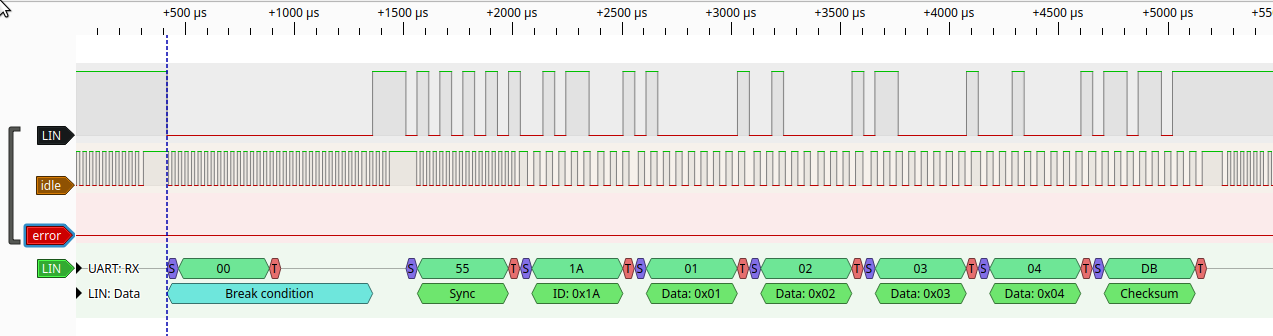 +500 µs +1000 µs +1500 µs +2000 µs +2500 µs +3000 µs +3500 µs +4000 µs +4500 µs +5000 µs +55
LIN
idle
error
LIN UART: RX S 00 T S 55 T S 1A T S 01 T S 02 T S 03 T S 04 T S DB T
LIN: Data Break condition Sync ID: 0x1A Data: 0x01 Data: 0x02 Data: 0x03 Data: 0x04 Checksum